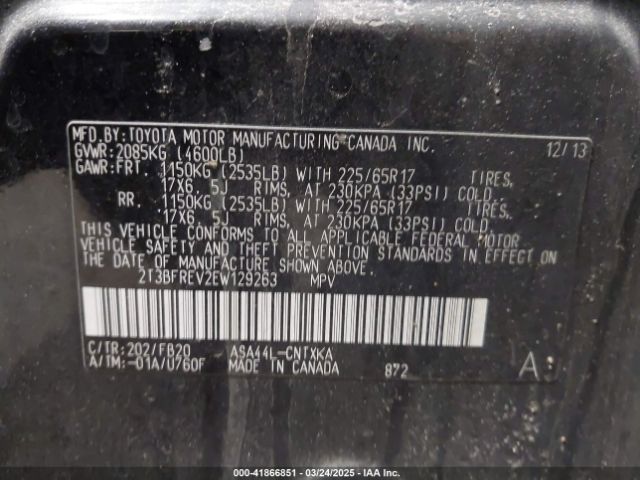 MFD.BY:TOYOTA MOTOR MANUFACTURING CANADA INC. 12/13
GVWR:2085KG (4600LB)
GAWR:FRT. 1150KG (2535LB) WITH 225/65R17 TIRES,
17X6. 5J RIMS, AT 230KPA (33PSI) COLD
RR. 1150KG (2535LB) WITH 225/65R17 TIRES,
17X6. 5J RIMS, AT 230KPA (33PSI) COLD.
THIS VEHICLE CONFORMS TO ALL APPLICABLE FEDERAL MOTOR
VEHICLE SAFETY AND THEFT PREVENTION STANDARDS IN EFFECT ON
THE DATE OF MANUFACTURE SHOWN ABOVE.
2T3BFREV2EW129263 MPV
C/TR:202/FB20 ASA44L-CNTXKA
A/TM:-01A/U760F MADE IN CANADA 872 A
000-41866851 - 03/24/2025 - IAA Inc.